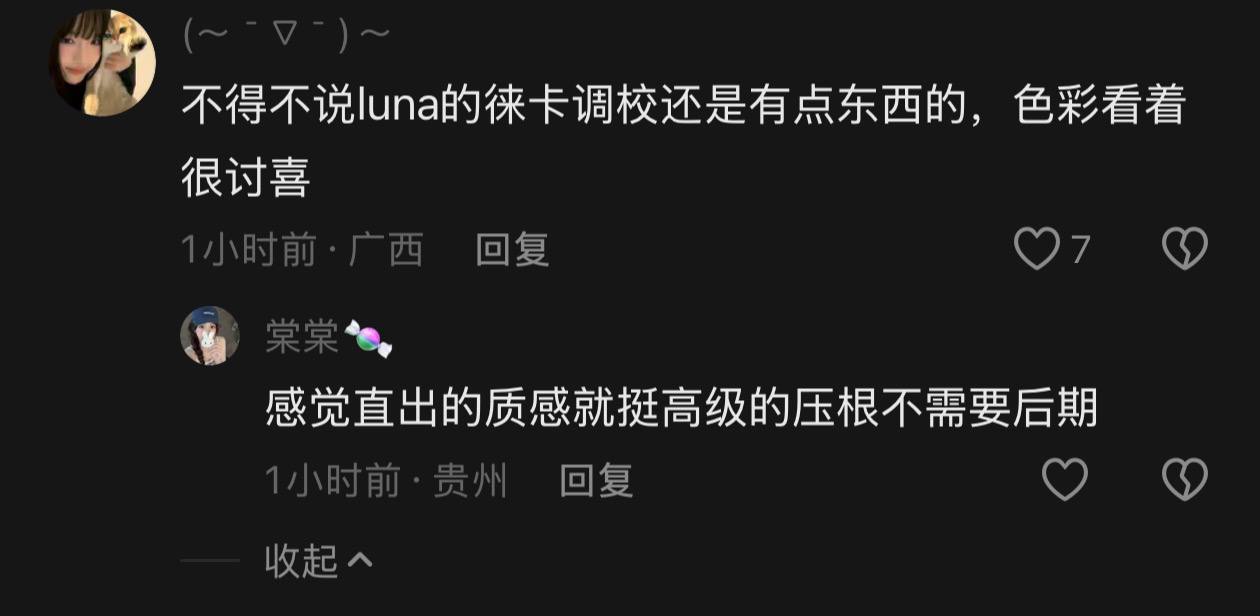 (～ ̄▽ ̄)～
不得不说luna的徕卡调校还是有点东西的，色彩看着
很讨喜
1小时前·广西 回复 7
棠棠🍬
感觉直出的质感就挺高级的压根不需要后期
1小时前·贵州 回复
收起